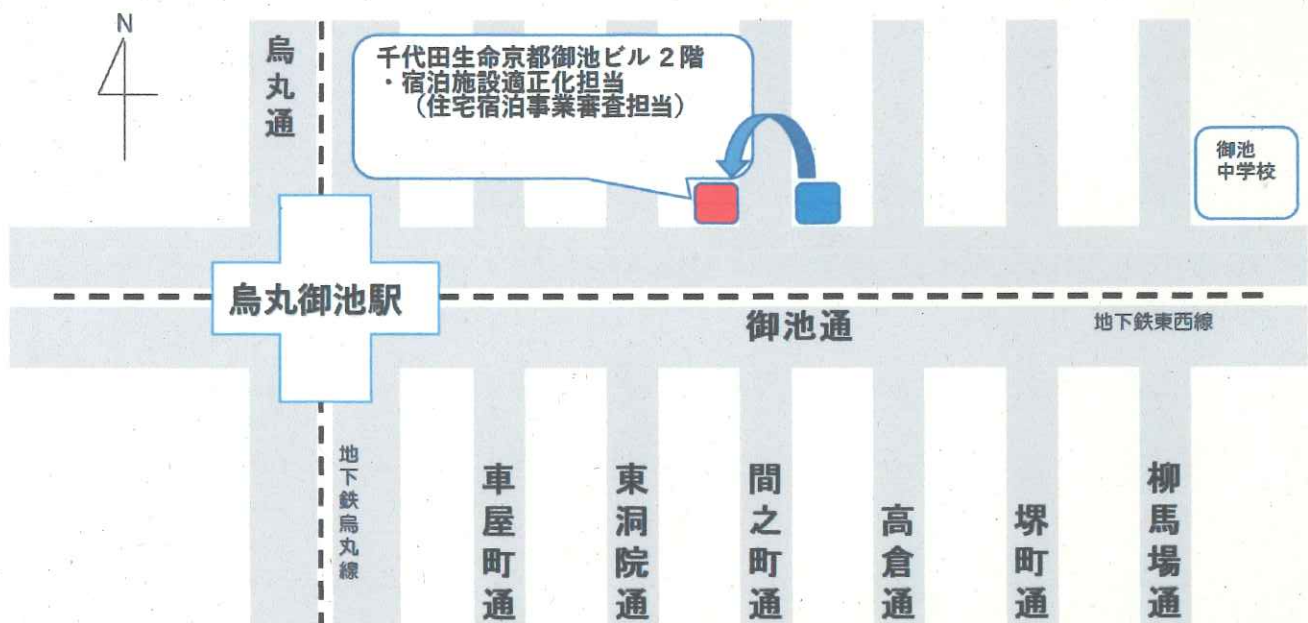 N
烏丸通
千代田生命京都御池ビル2階
・宿泊施設適正化担当
（住宅宿泊事業審査担当）
御池
中学校
烏丸御池駅
御池通
地下鉄東西線
地下鉄烏丸線
車屋町通
東洞院通
間之町通
高倉通
堺町通
柳馬場通